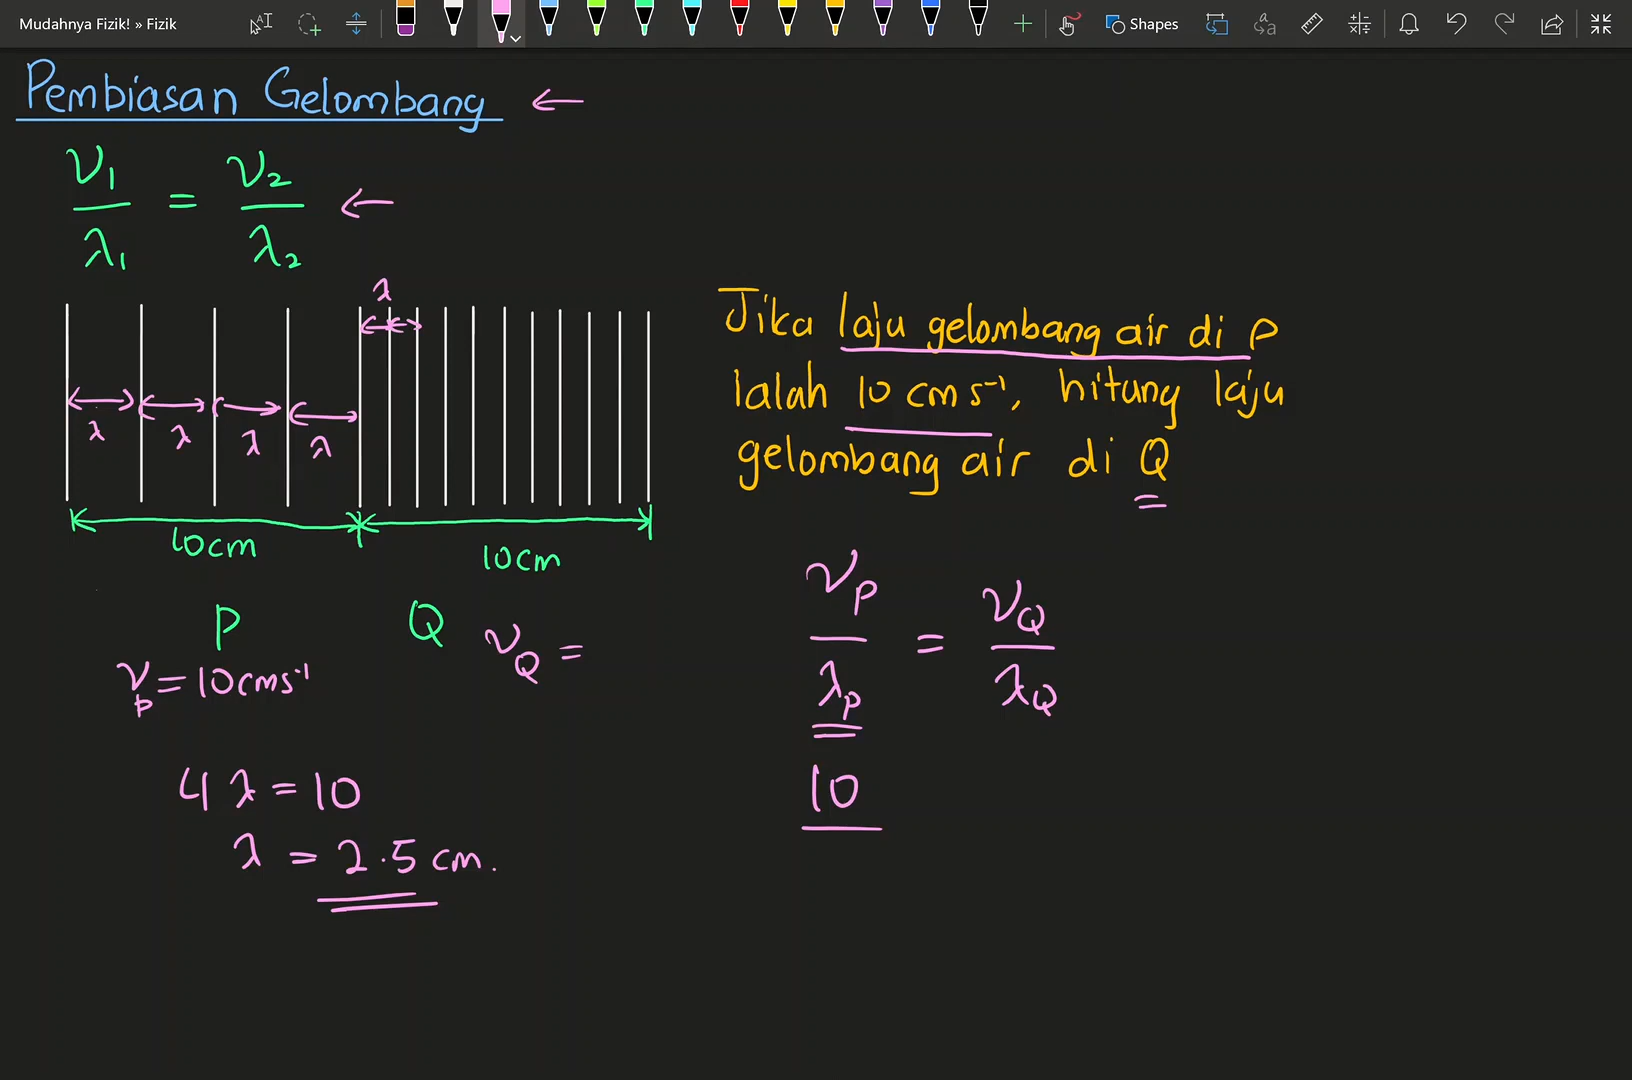 Mudahnya Fizik! » Fizik
Shapes
Pembiasan Gelombang ←
v₁/λ₁ = v₂/λ₂ ←
λ
λ λ λ λ
10cm 10cm
P Q
v_P = 10cms⁻¹
v_Q =
4λ = 10
λ = 2.5 cm.
Jika laju gelombang air di P
Ialah 10 cm s⁻¹, hitung laju
gelombang air di Q
v_P/λ_P = v_Q/λ_Q
10